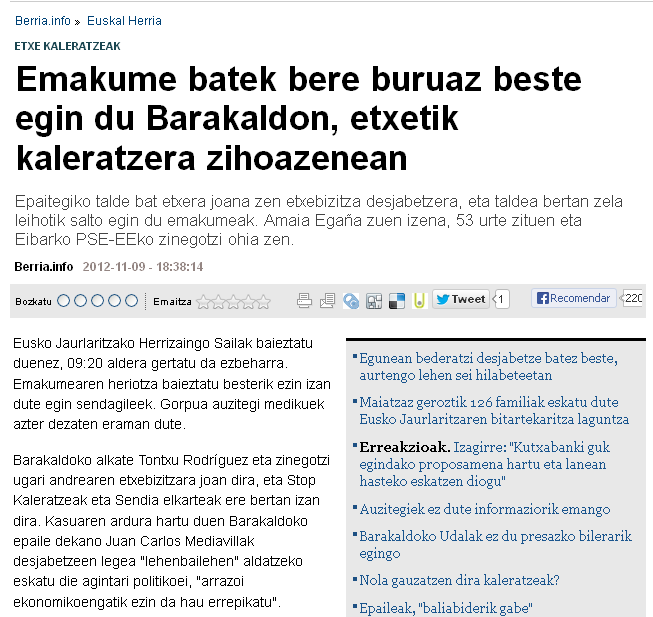 Berria.info » Euskal Herria
ETXE KALERATZEAK
Emakume batek bere buruaz beste
egin du Barakaldon, etxetik
kaleratzera zihoazenean
Epaitegiko talde bat etxera joana zen etxebizitza desjabetzera, eta taldea bertan zela
leihotik salto egin du emakumeak. Amaia Egaña zuen izena, 53 urte zituen eta
Eibarko PSE-EEko zinegotzi ohia zen.
Berria.info 2012-11-09 - 18:38:14
Bozkatu Emaitza Tweet 1 Recomendar 220
Eusko Jaurlaritzako Herrizaingo Sailak baieztatu
duenez, 09:20 aldera gertatu da ezbeharra.
Emakumearen heriotza baieztatu besterik ezin izan
dute egin sendagileek. Gorpua auzitegi medikuek
azter dezaten eraman dute.
Barakaldoko alkate Tontxu Rodríguez eta zinegotzi
ugari andrearen etxebizitzara joan dira, eta Stop
Kaleratzeak eta Sendia elkarteak ere bertan izan
dira. Kasuaren ardura hartu duen Barakaldoko
epaile dekano Juan Carlos Mediavillak
desjabetzeen legea "lehenbailehen" aldatzeko
eskatu die agintari politikoei, "arrazoi
ekonomikoengatik ezin da hau errepikatu".
Egunean bederatzi desjabetze batez beste,
aurtengo lehen sei hilabeteetan
Maiatzaz geroztik 126 familiak eskatu dute
Eusko Jaurlaritzaren bitartekaritza laguntza
Erreakzioak. Izagirre: "Kutxabanki guk
egindako proposamena hartu eta lanean
hasteko eskatzen diogu"
Auzitegiek ez dute informaziorik emango
Barakaldoko Udalak ez du presazko bilerarik
egingo
Nola gauzatzen dira kaleratzeak?
Epaileak, "baliabiderik gabe"